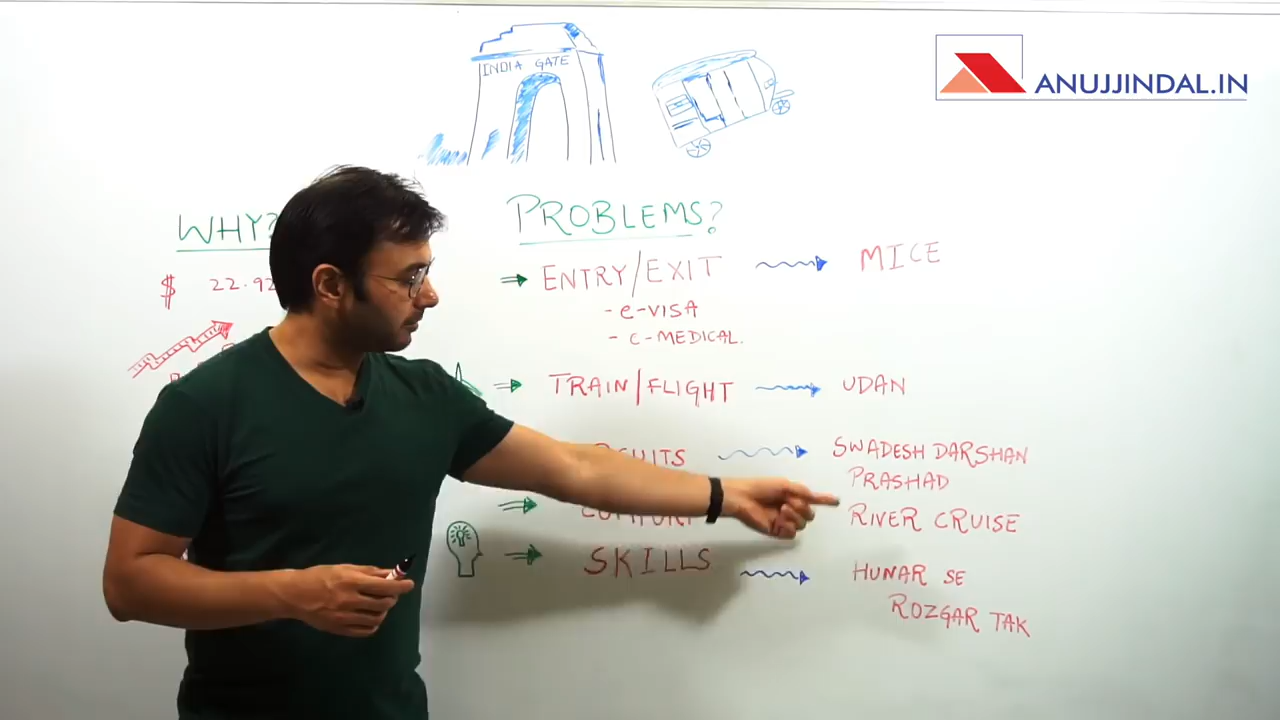 INDIA GATE
ANUJJINDAL.IN
WHY?
$ 22.92
PROBLEMS?
ENTRY/EXIT
MICE
- e-VISA
- C-MEDICAL.
TRAIN/FLIGHT
UDAN
SWADESH DARSHAN
PRASHAD
RIVER CRUISE
SKILLS
HUNAR SE
ROZGAR TAK